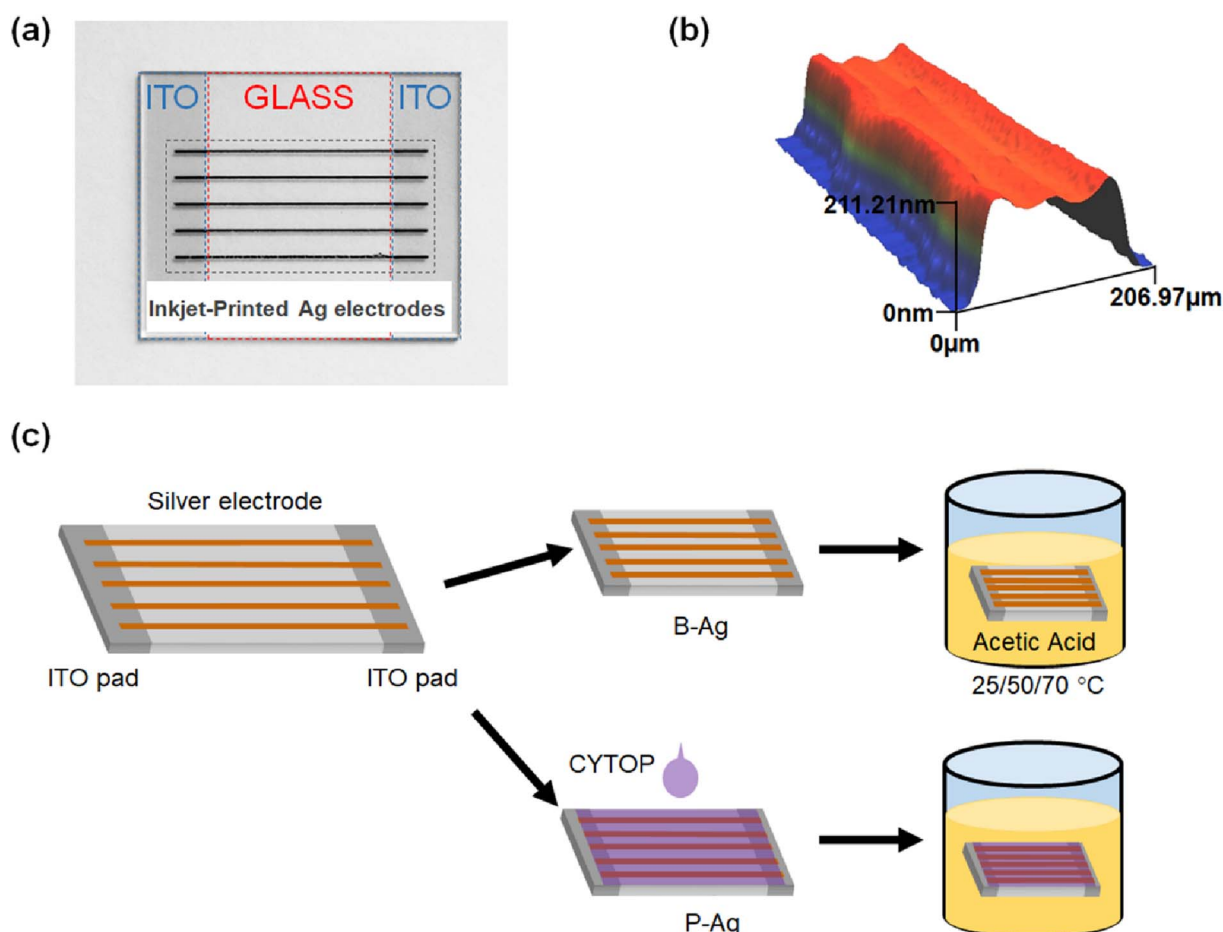 (a)
ITO GLASS ITO
Inkjet-Printed Ag electrodes
(b)
211.21nm
0nm
0μm
206.97μm
(c)
Silver electrode
ITO pad
ITO pad
B-Ag
Acetic Acid
25/50/70 °C
CYTOP
P-Ag